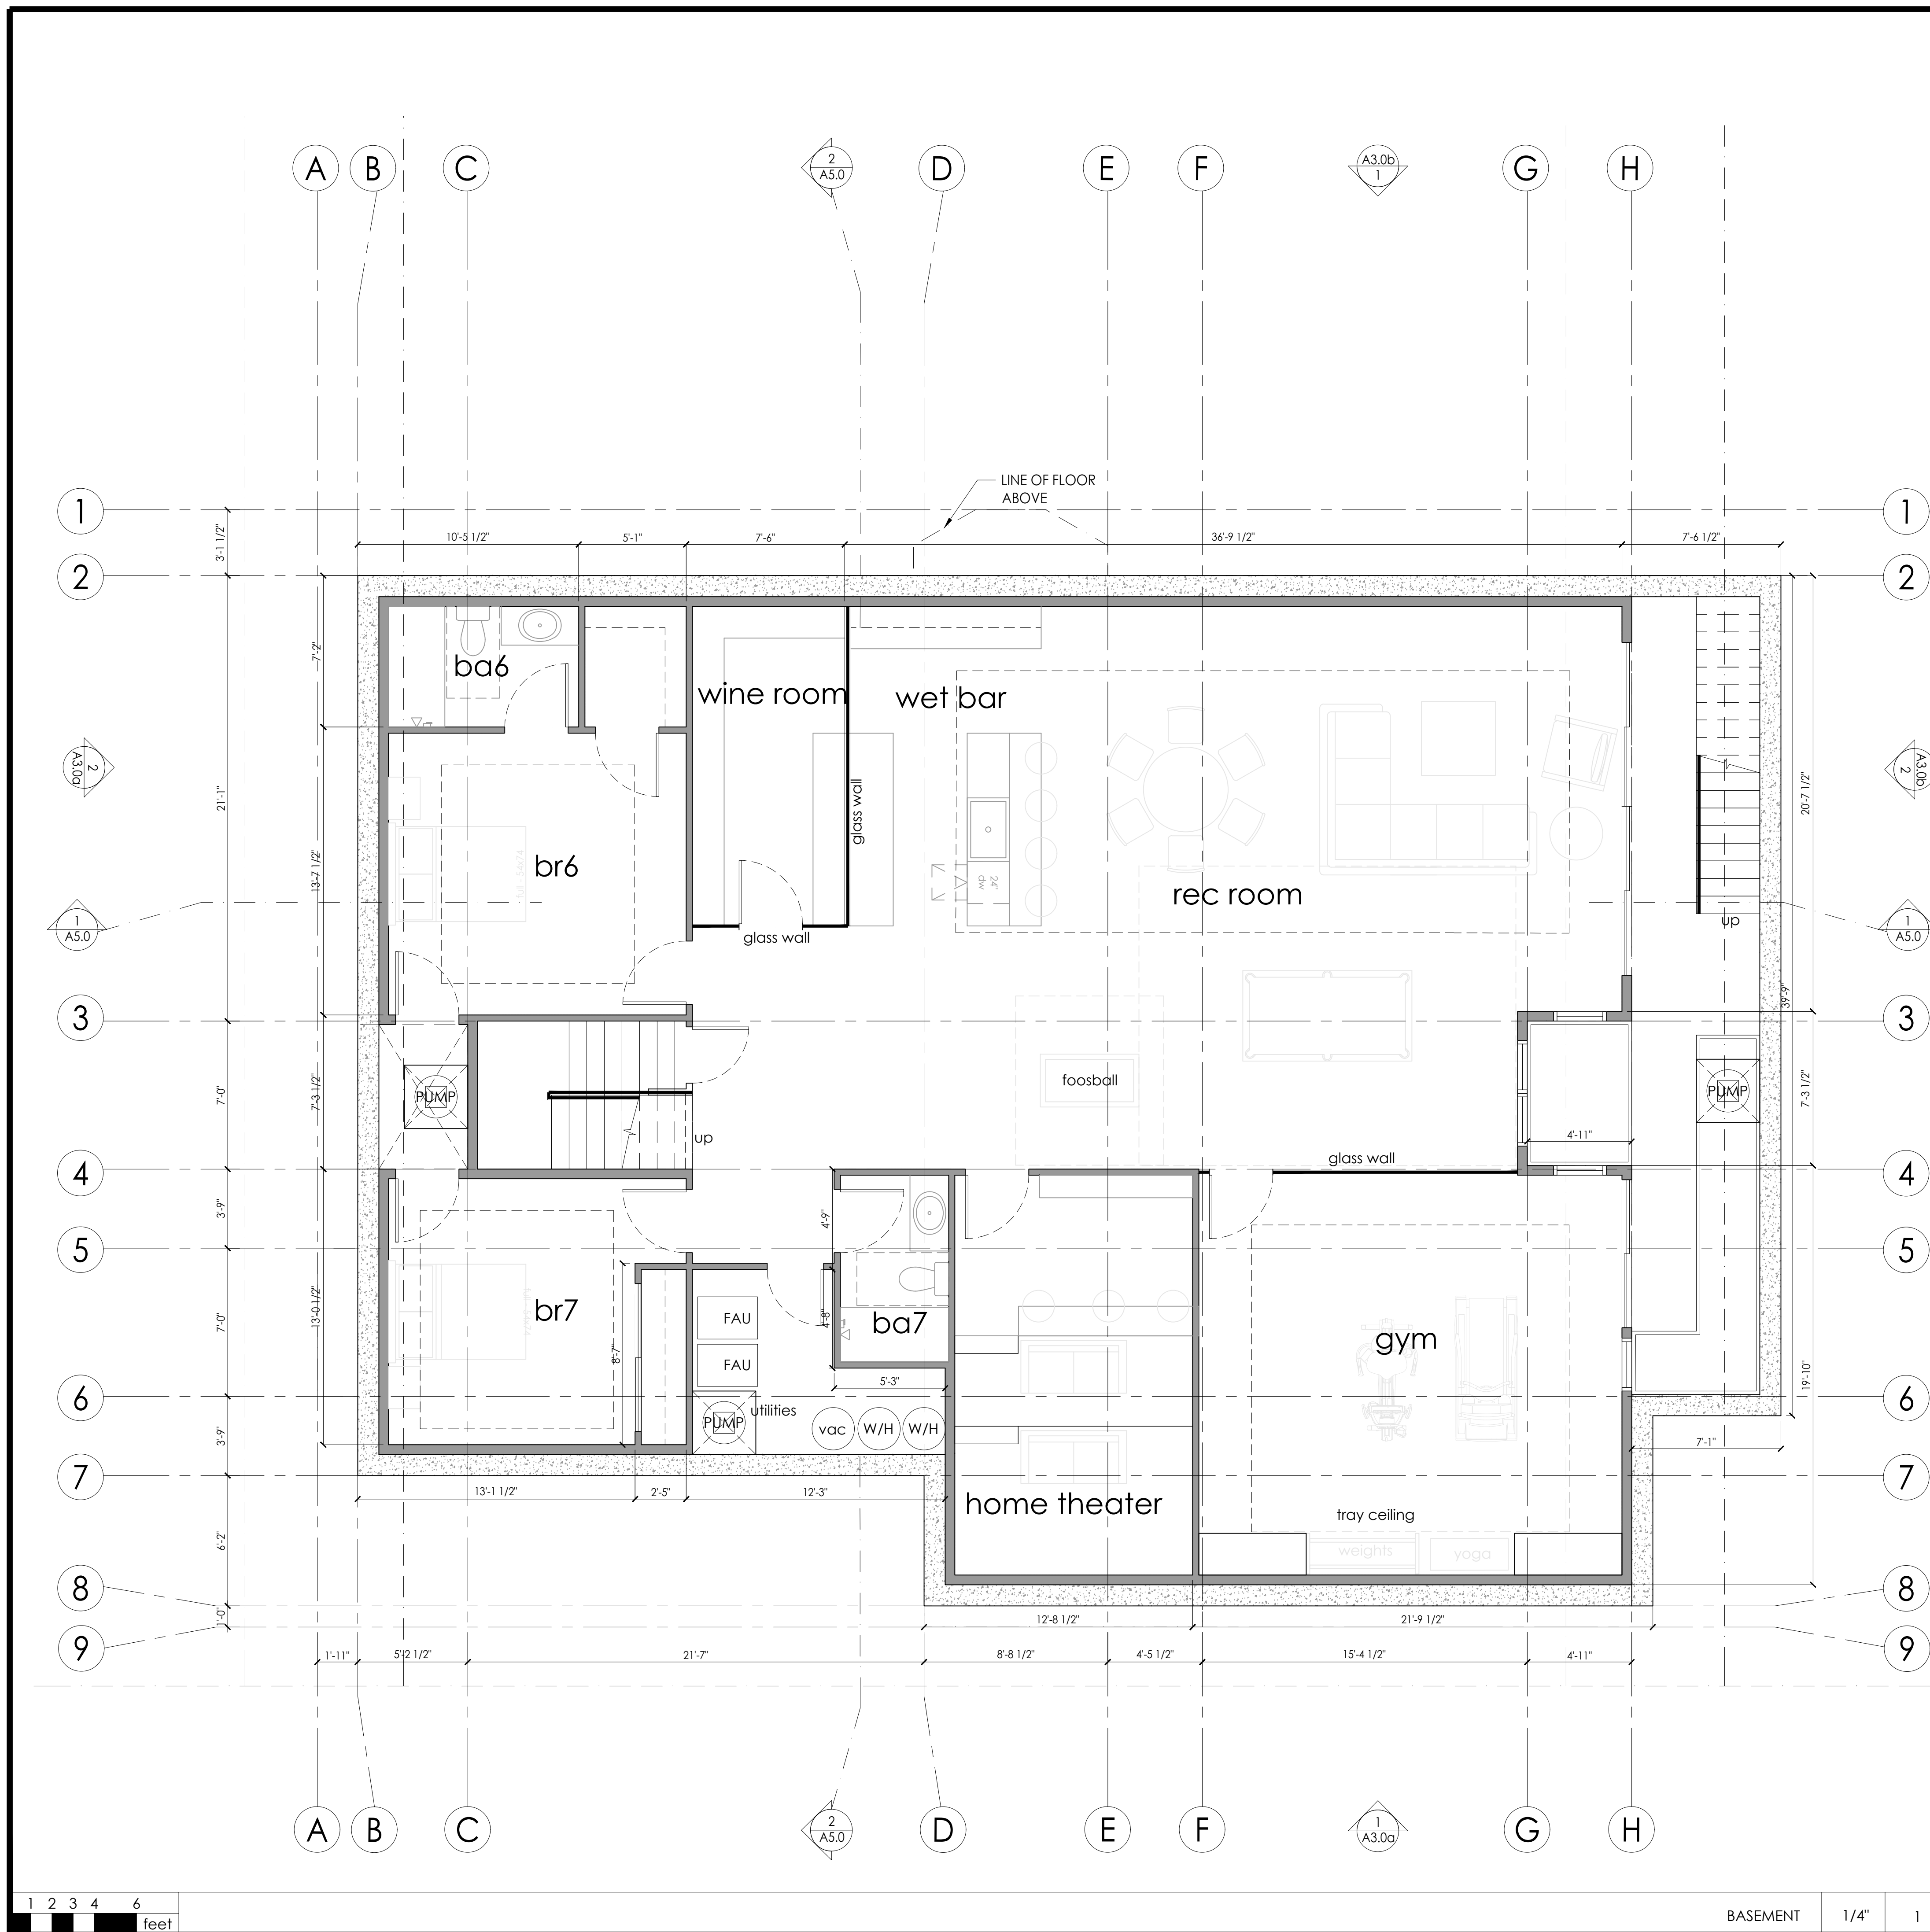 A B C 2 A5.0 D E F A3.0b 1 G H
LINE OF FLOOR
ABOVE
1 1
3'-1 1/2"
10'-5 1/2" 5'-1" 7'-6" 36'-9 1/2" 7'-6 1/2"
2 2
7'-2"
ba6
wine room
wet bar
2
A3.0a
A3.0b
2
21'-1"
20'-7 1/2"
glass wall
13'-7 1/2"
br6
24"
dw
rec room
up
1
A5.0
1
A5.0
glass wall
39'-9"
3 3
foosball
PUMP
PUMP
7'-0"
7'-3 1/2"
7'-3 1/2"
up
4'-11"
glass wall
4 4
3'-9"
4'-9"
5 5
13'-0 1/2"
7'-0"
br7
FAU
4'-8"
ba7
gym
8'-7"
FAU
5'-3"
19'-10"
6 6
PUMP
utilities
vac W/H W/H
3'-9"
7'-1"
7 7
13'-1 1/2" 2'-5" 12'-3"
home theater
tray ceiling
6'-2"
weights yoga
8 8
1'-0"
12'-8 1/2" 21'-9 1/2"
9 9
1'-11" 5'-2 1/2" 21'-7" 8'-8 1/2" 4'-5 1/2" 15'-4 1/2" 4'-11"
A B C 2 A5.0 D E F 1 A3.0a G H
1 2 3 4 6
feet
BASEMENT 1/4" 1